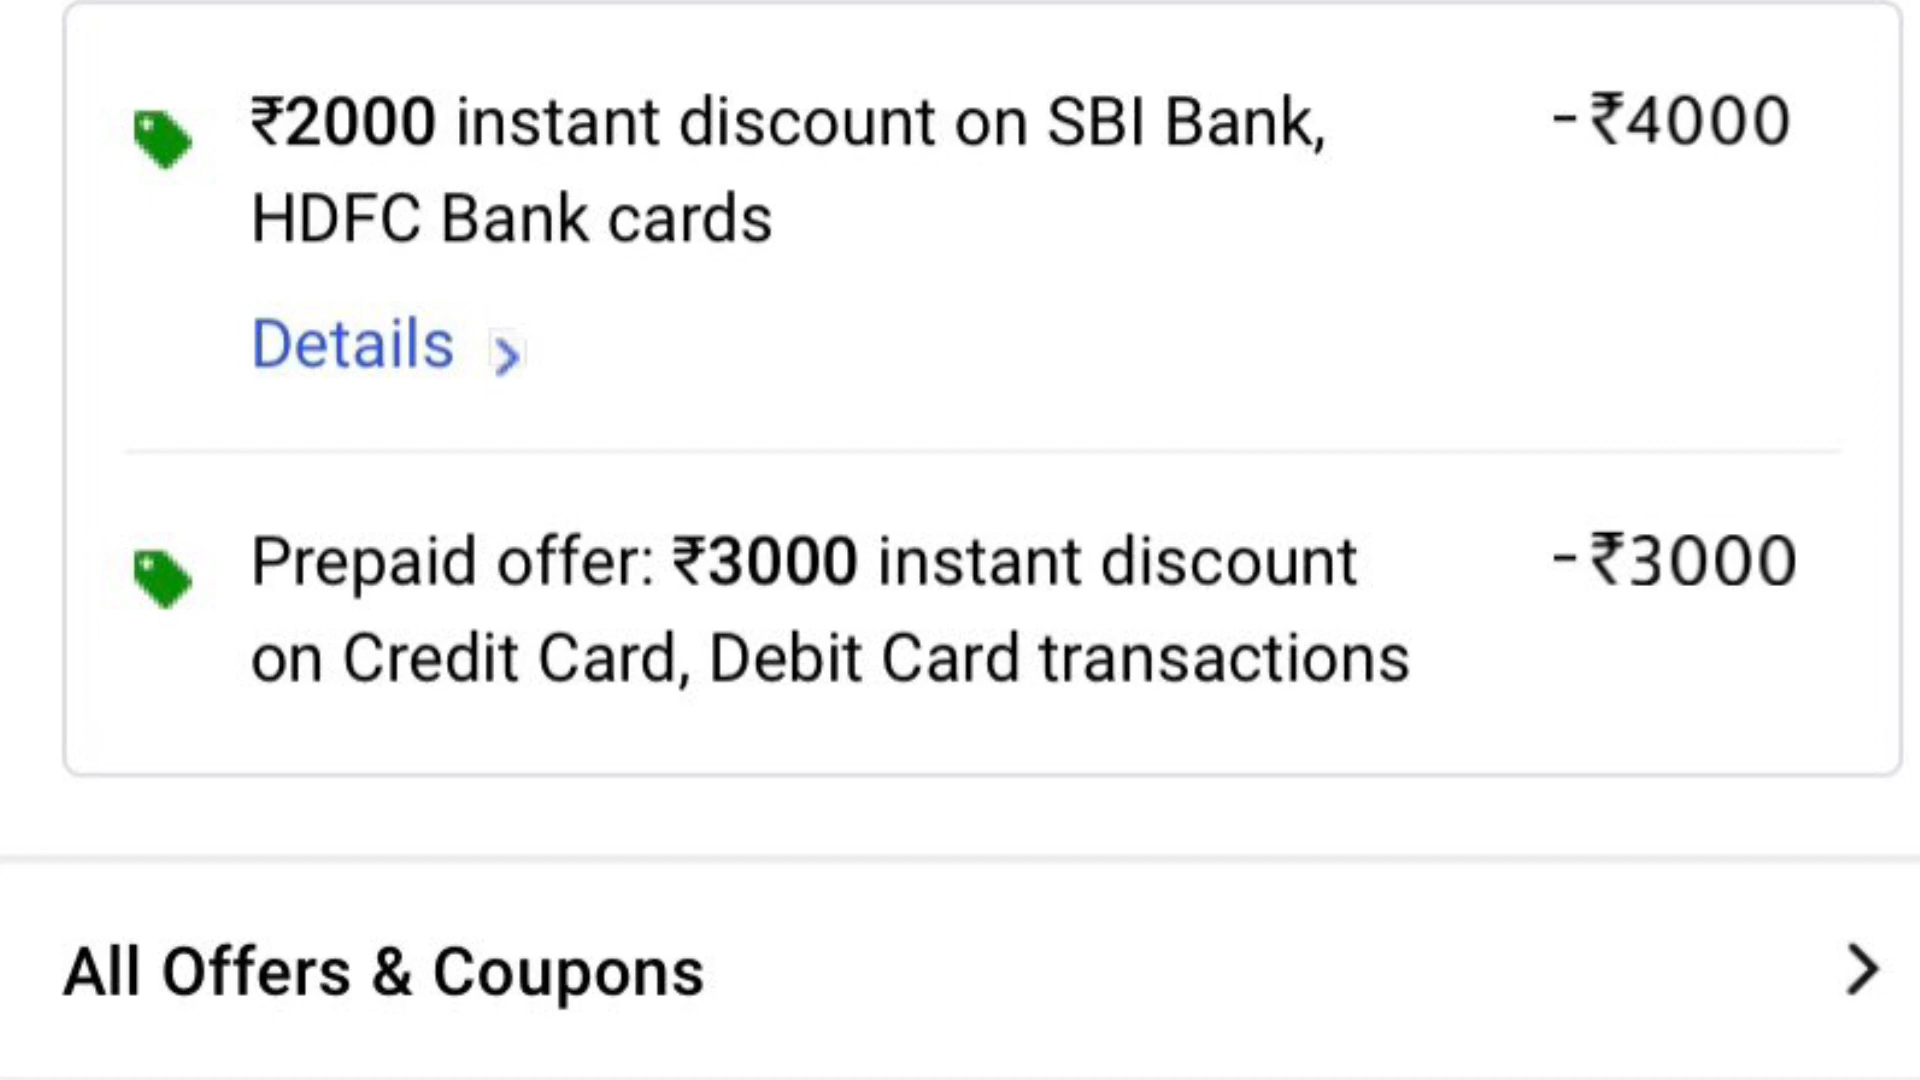 ₹2000 instant discount on SBI Bank, -₹4000
HDFC Bank cards
Details
Prepaid offer: ₹3000 instant discount -₹3000
on Credit Card, Debit Card transactions
All Offers & Coupons